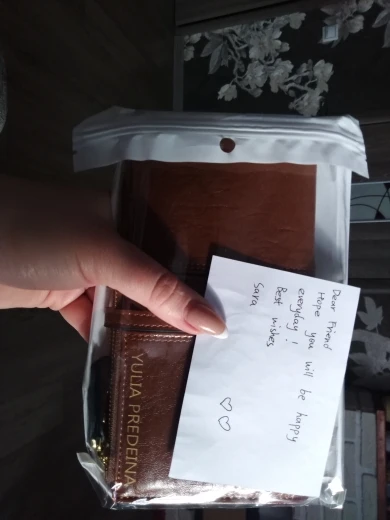 Dear Friend
Hope you will be happy
everyday!
Best wishes
Sara
YULIA PREDEINA